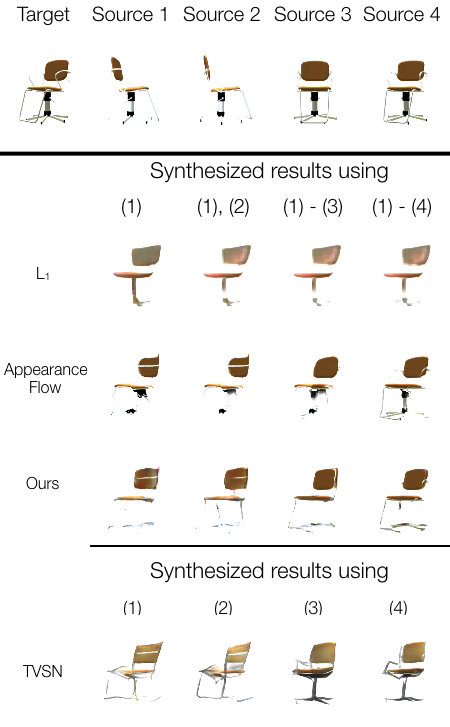 Target Source 1 Source 2 Source 3 Source 4
Synthesized results using
(1) (1), (2) (1) - (3) (1) - (4)
L₁
Appearance
Flow
Ours
Synthesized results using
(1) (2) (3) (4)
TVSN